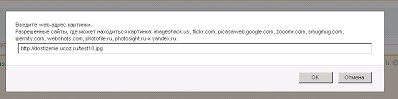 Введите web-адрес картинки.
Разрешенные сайты, где может находиться картинка: imageshack.us, flickr.com, picasaweb.google.com, zooomr.com, smugmug.com,
ipernity.com, webshots.com, photofile.ru, photosight.ru и yandex.ru.
http://dostizenie.ucoz.ru/test10.jpg
ОК Отмена